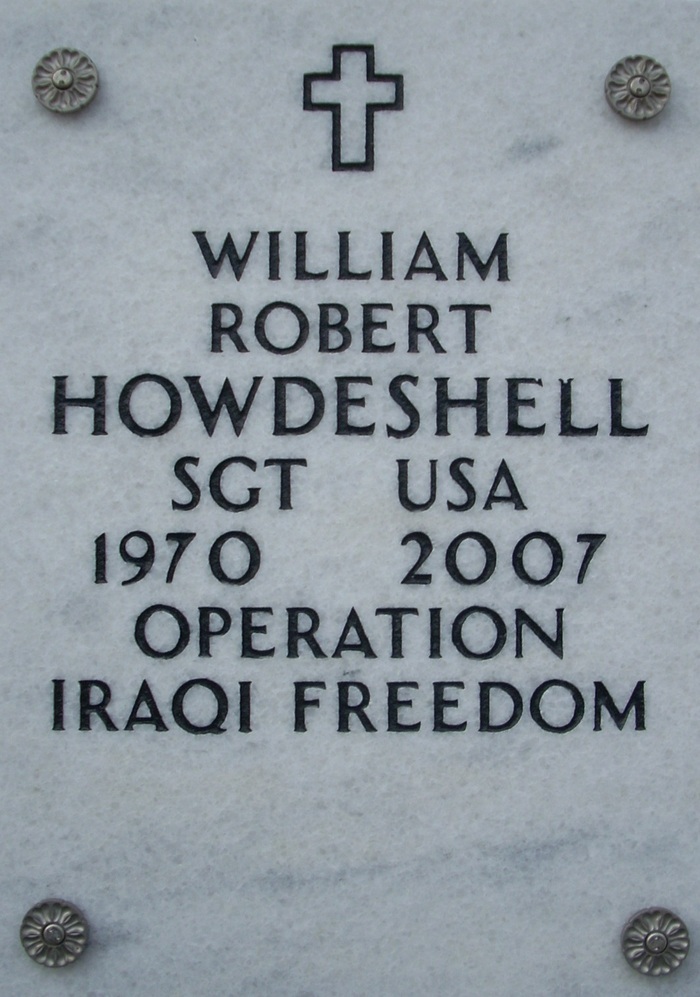 WILLIAM
ROBERT
HOWDESHELL
SGT USA
1970 2007
OPERATION
IRAQI FREEDOM